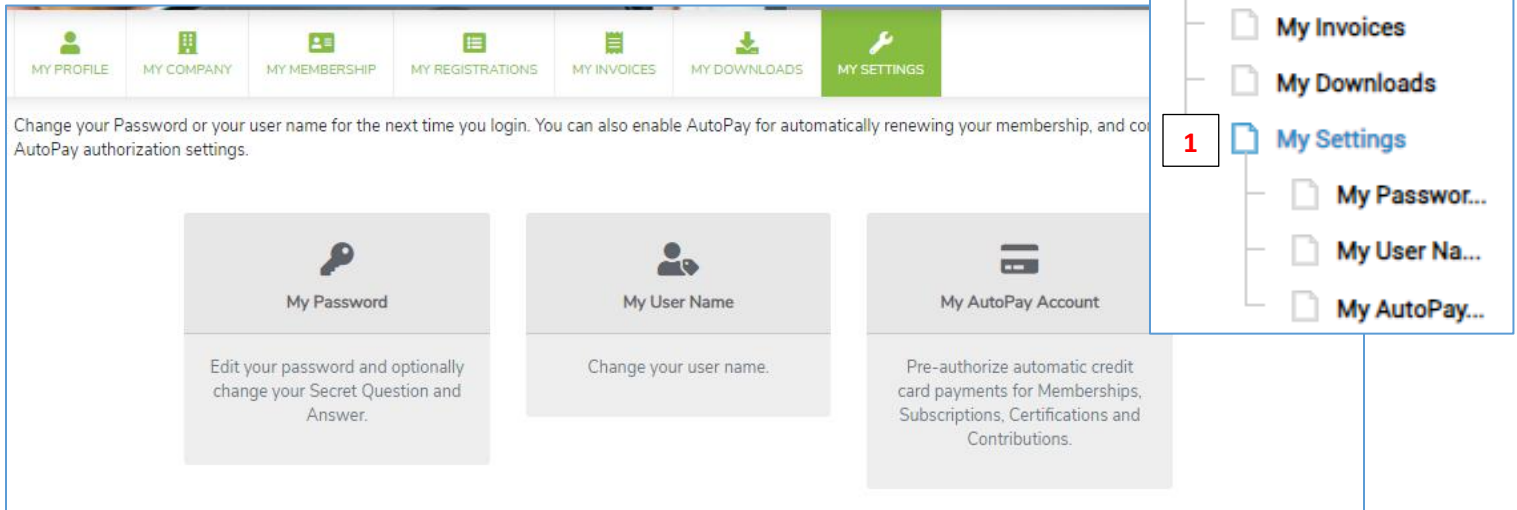 MY PROFILE
MY COMPANY
MY MEMBERSHIP
MY REGISTRATIONS
MY INVOICES
MY DOWNLOADS
MY SETTINGS
Change your Password or your user name for the next time you login. You can also enable AutoPay for automatically renewing your membership, and
AutoPay authorization settings.
My Password
Edit your password and optionally
change your Secret Question and
Answer.
My User Name
Change your user name.
My AutoPay Account
Pre-authorize automatic credit
card payments for Memberships,
Subscriptions, Certifications and
Contributions.
My Invoices
My Downloads
1
My Settings
My Passwor...
My User Na...
My AutoPay...